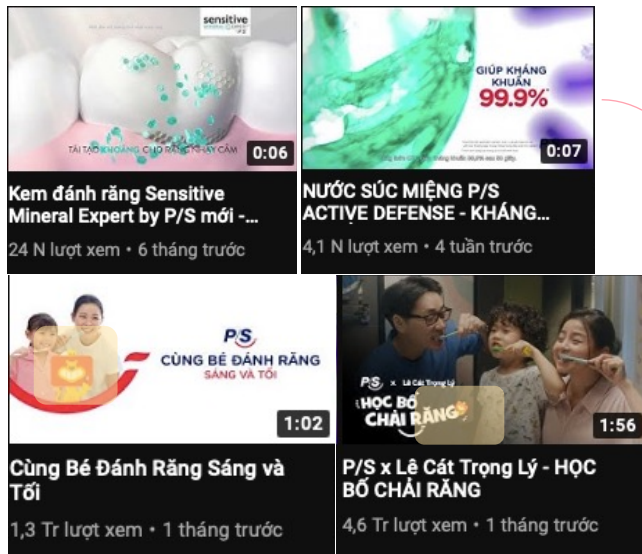 sensitive
MINERAL EXPERT
P/S
TÁI TẠO KHOÁNG CHO RĂNG NHẠY CẢM
0:06
Kem đánh răng Sensitive
Mineral Expert by P/S mới -...
24 N lượt xem • 6 tháng trước
GIÚP KHÁNG
KHUẨN
99.9%*
0:07
NƯỚC SÚC MIỆNG P/S
ACTIVE DEFENSE - KHÁNG...
4,1 N lượt xem • 4 tuần trước
P/S
CÙNG BÉ ĐÁNH RĂNG
SÁNG VÀ TỐI
1:02
Cùng Bé Đánh Răng Sáng và
Tối
1,3 Tr lượt xem • 1 tháng trước
P/S x Lê Cát Trọng Lý
HỌC BỐ
CHẢI RĂNG
1:56
P/S x Lê Cát Trọng Lý - HỌC
BỐ CHẢI RĂNG
4,6 Tr lượt xem • 1 tháng trước